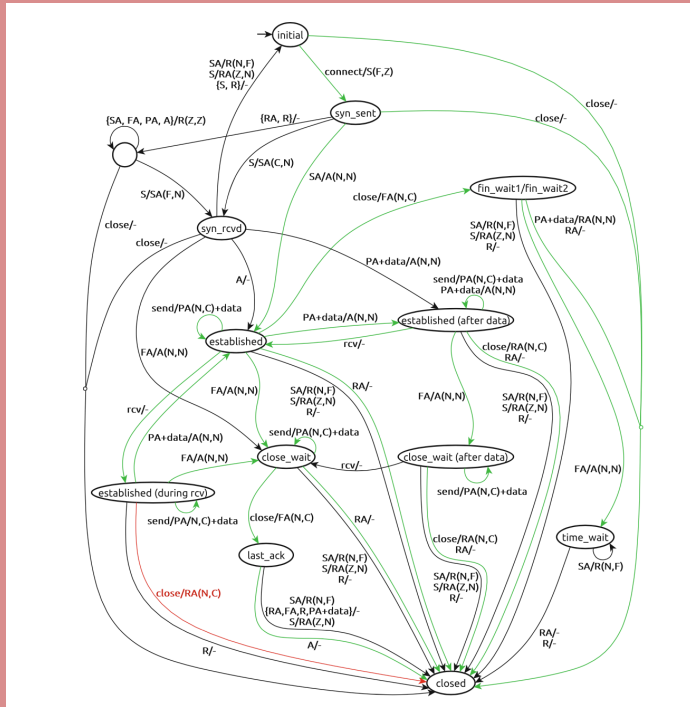 initial
SA/R(N,F)
S/RA(Z,N)
{S, R}/-
connect/S(F,Z)
close/-
{SA, FA, PA, A}/R(Z,Z)
{RA, R}/-
syn_sent
close/-
S/SA(C,N)
SA/A(N,N)
fin_wait1/fin_wait2
close/FA(N,C)
S/SA(F,N)
syn_rcvd
SA/R(N,F)
S/RA(Z,N)
R/-
PA+data/RA(N,N)
RA/-
close/-
close/-
A/-
PA+data/A(N,N)
send/PA(N,C)+data
PA+data/A(N,N)
send/PA(N,C)+data
PA+data/A(N,N)
established (after data)
established
rcv/-
close/RA(N,C)
RA/-
FA/A(N,N)
FA/A(N,N)
SA/R(N,F)
S/RA(Z,N)
R/-
RA/-
FA/A(N,N)
SA/R(N,F)
S/RA(Z,N)
R/-
rcv/-
PA+data/A(N,N)
send/PA(N,C)+data
FA/A(N,N)
close_wait
rcv/-
close_wait (after data)
FA/A(N,N)
established (during rcv)
send/PA(N,C)+data
send/PA/N,C)+data
close/FA(N,C)
RA/-
close/RA(N,C)
RA/-
time_wait
last_ack
SA/R(N,F)
S/RA(Z,N)
R/-
SA/R(N,F)
S/RA(Z,N)
R/-
SA/R(N,F)
close/RA(N,C)
SA/R(N,F)
{RA,FA,R,PA+data}/-
S/RA(Z,N)
RA/-
R/-
R/-
A/-
closed